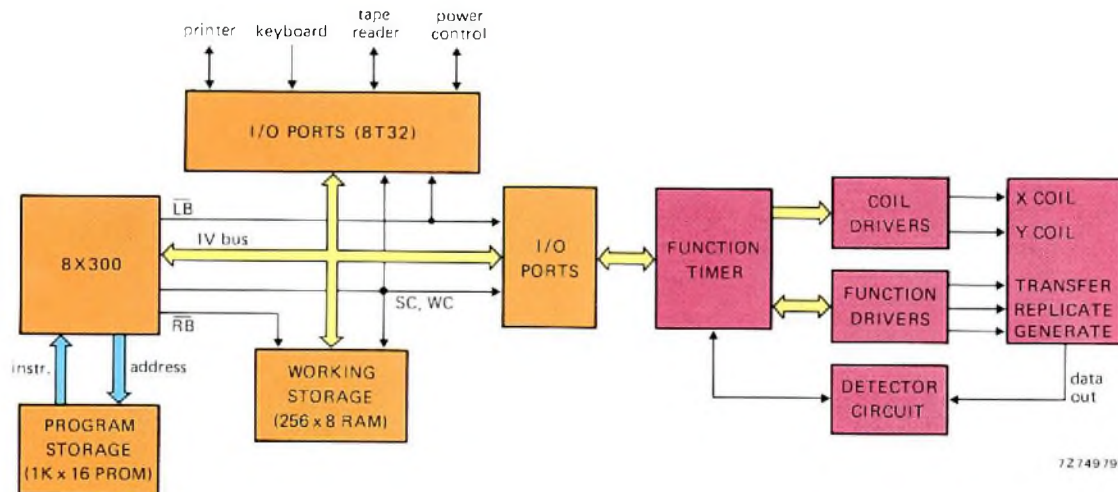 printer
keyboard
tape
reader
power
control
I/O PORTS (8T32)
8X300
L̅B̅
IV bus
SC, WC
R̅B̅
I/O
PORTS
FUNCTION
TIMER
COIL
DRIVERS
X COIL
Y COIL
FUNCTION
DRIVERS
TRANSFER
REPLICATE
GENERATE
instr.
address
WORKING
STORAGE
(256 x 8 RAM)
DETECTOR
CIRCUIT
data
out
PROGRAM
STORAGE
(1K x 16 PROM)
7Z74979